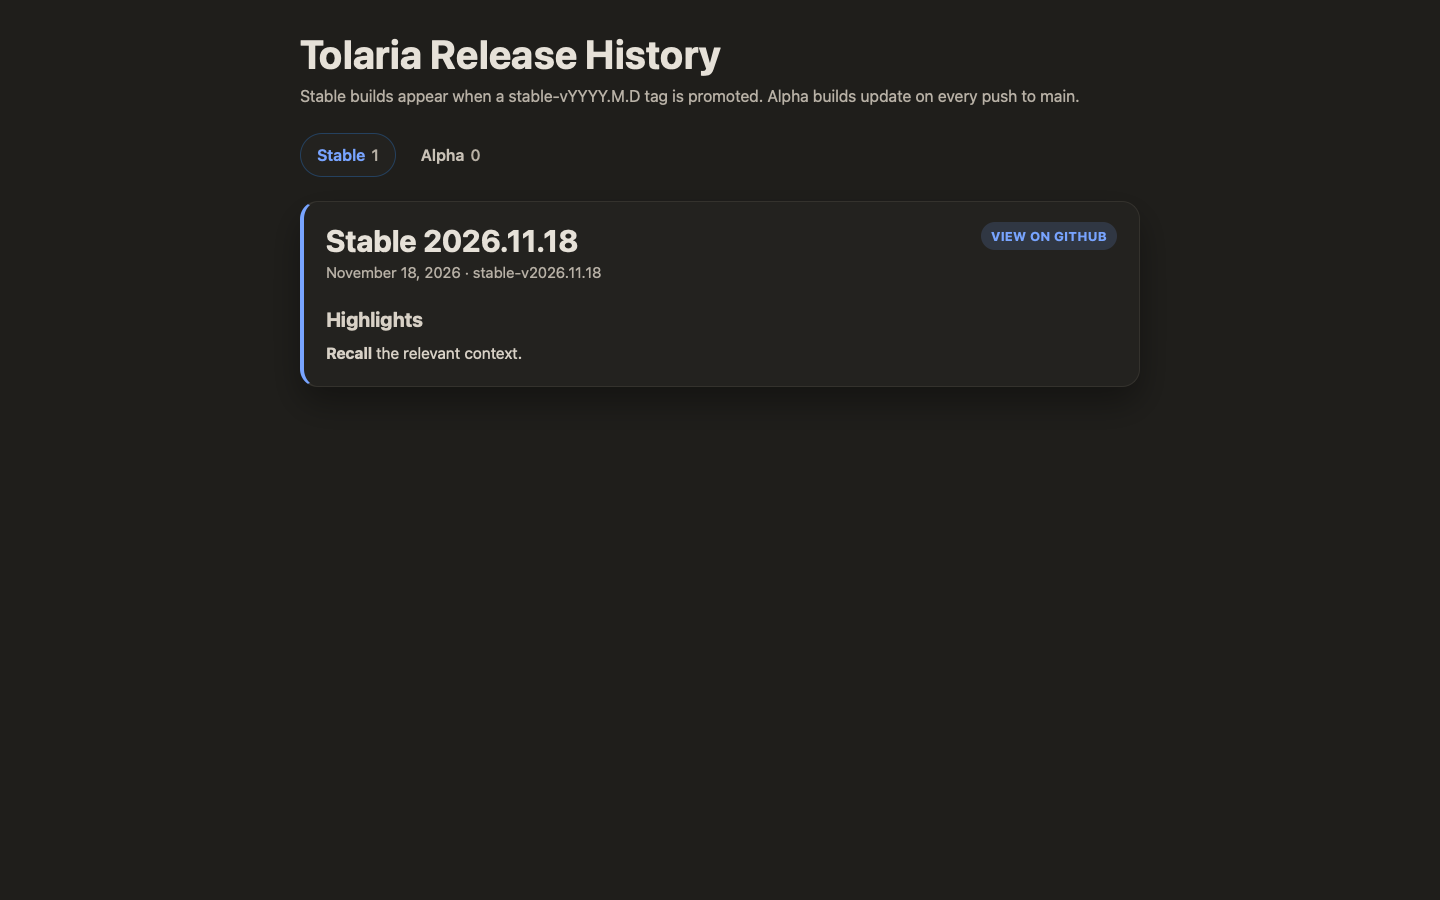 Tolaria Release History
Stable builds appear when a stable-vYYYY.M.D tag is promoted. Alpha builds update on every push to main.
Stable 1 Alpha 0
Stable 2026.11.18
VIEW ON GITHUB
November 18, 2026 · stable-v2026.11.18
Highlights
Recall the relevant context.